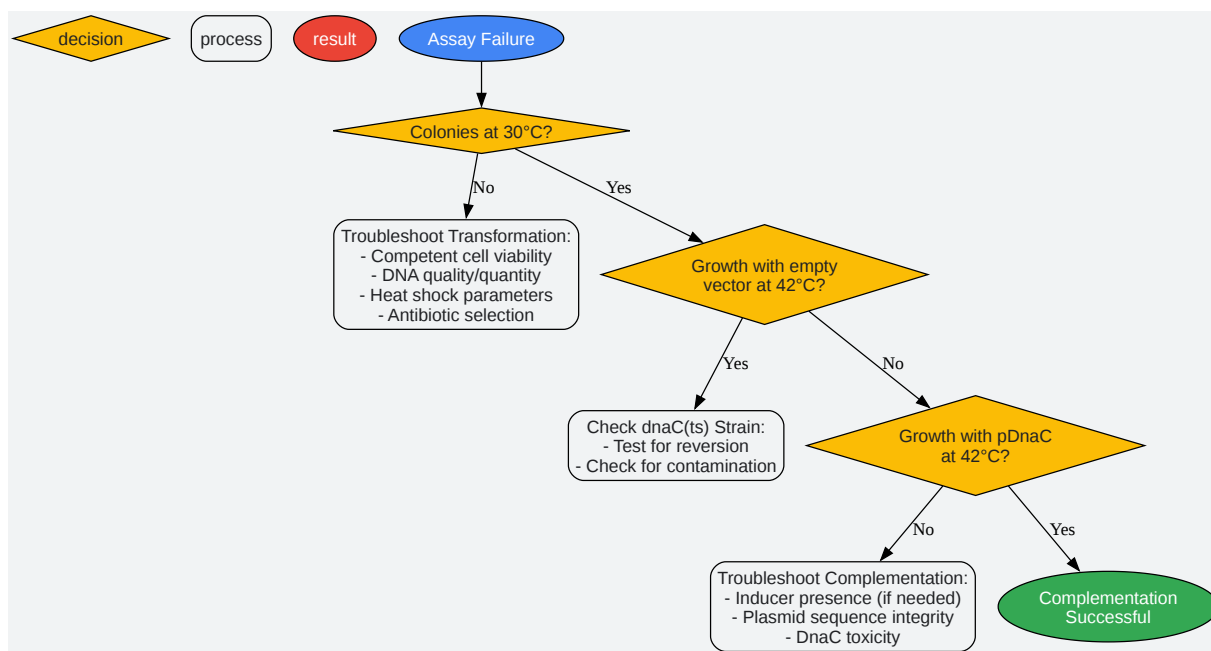 decision
process
result
Assay Failure
Colonies at 30°C?
No
Yes
Troubleshoot Transformation:
- Competent cell viability
- DNA quality/quantity
- Heat shock parameters
- Antibiotic selection
Growth with empty
vector at 42°C?
Yes
No
Check dnaC(ts) Strain:
- Test for reversion
- Check for contamination
Growth with pDnaC
at 42°C?
No
Yes
Troubleshoot Complementation:
- Inducer presence (if needed)
- Plasmid sequence integrity
- DnaC toxicity
Complementation
Successful